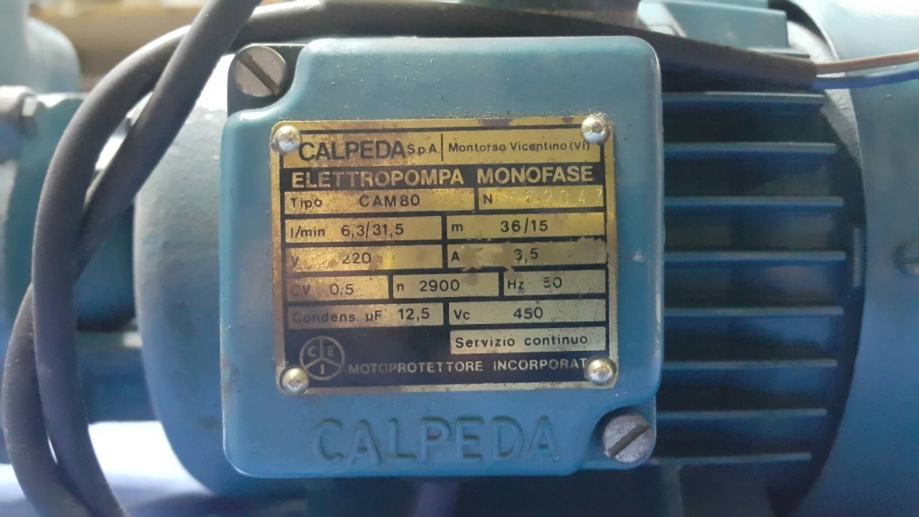 CALPEDA S.p.A. Montorso Vicentino (VI)
ELETTROPOMPA MONOFASE
Tipo CAM80 N
l/min 6,3/31,5 m 36/15
V 220 A 3,5
CV 0,5 n 2900 Hz 50
Condens. µF 12,5 Vc 450
Servizio continuo
CEI MOTOPROTETTORE INCORPORAT
CALPEDA